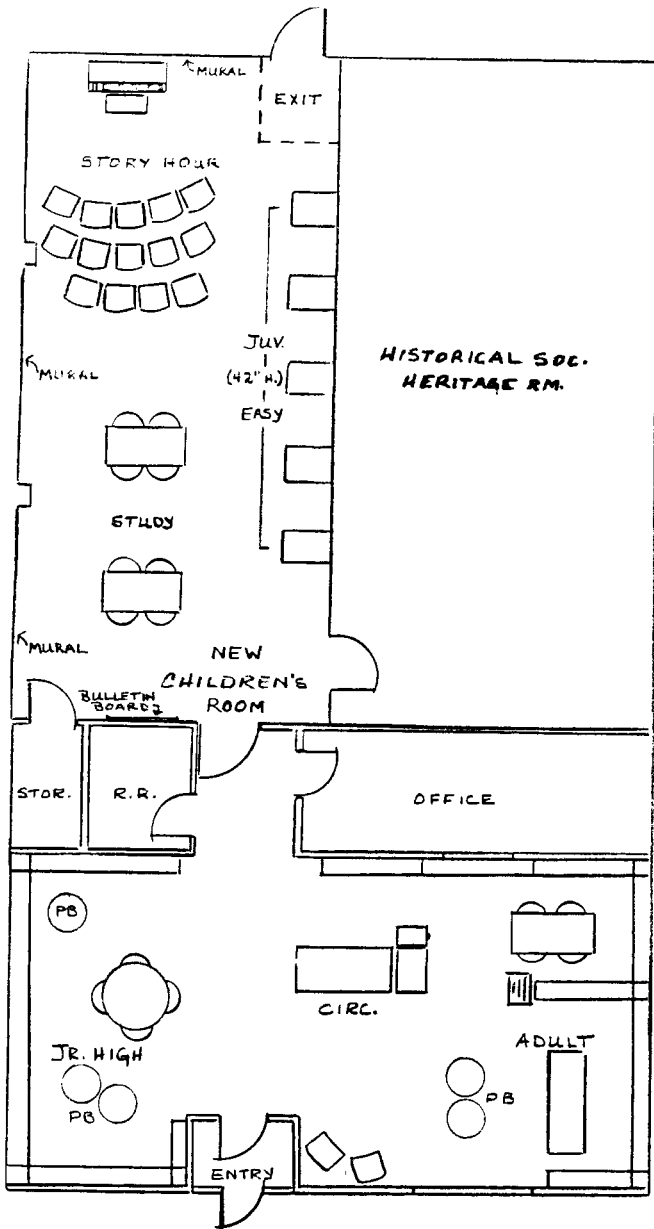 MURAL
EXIT
STORY HOUR
JUV.
(42" H.)
EASY
HISTORICAL SOC.
HERITAGE RM.
MURAL
STUDY
MURAL
NEW
CHILDREN'S
ROOM
BULLETIN
BOARD
STOR.
R.R.
OFFICE
PB
CIRC.
JR. HIGH
PB
ADULT
PB
ENTRY